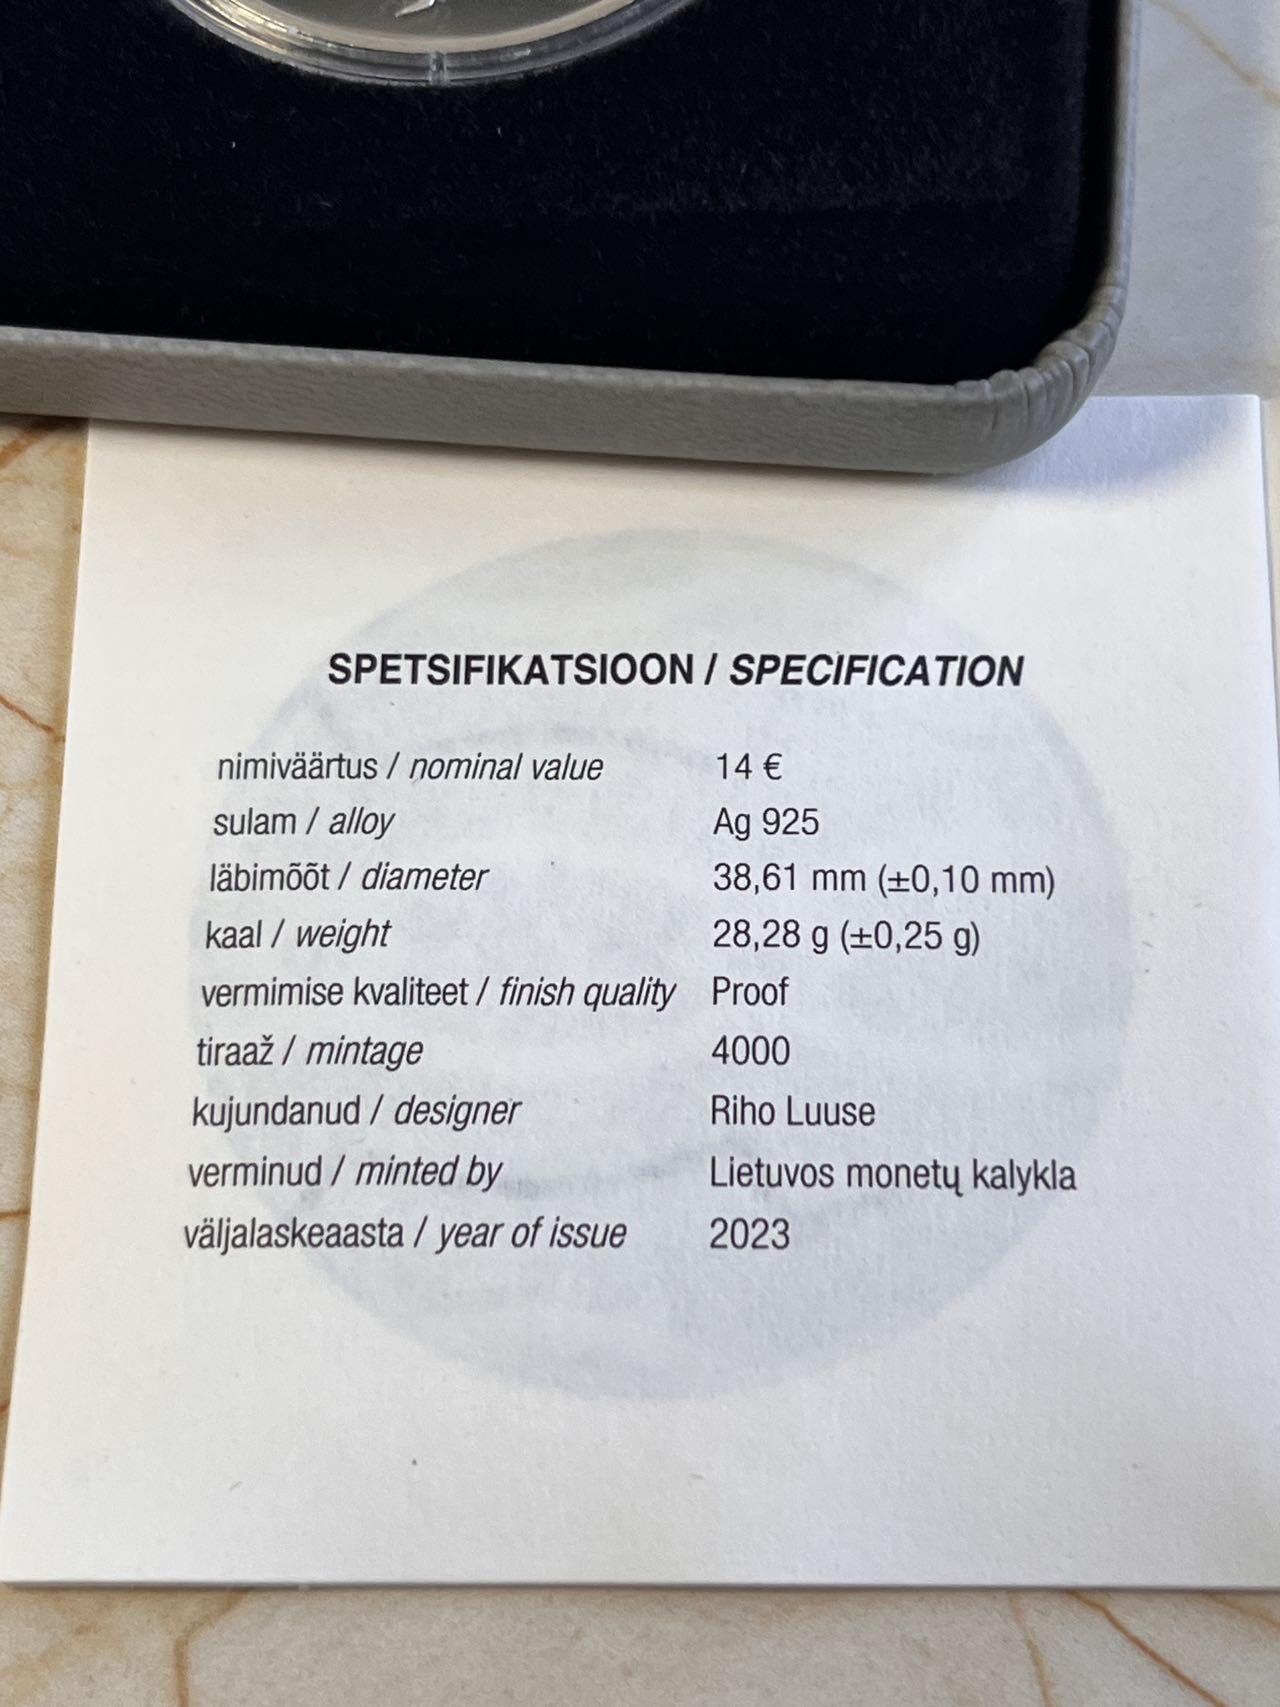 SPETSIFIKATSIOON / SPECIFICATION
nimiväärtus / nominal value 14 €
sulam / alloy Ag 925
läbimõõt / diameter 38,61 mm (±0,10 mm)
kaal / weight 28,28 g (±0,25 g)
vermimise kvaliteet / finish quality Proof
tiraaž / mintage 4000
kujundanud / designer Riho Luuse
verminud / minted by Lietuvos monetų kalykla
väljalaskeaasta / year of issue 2023